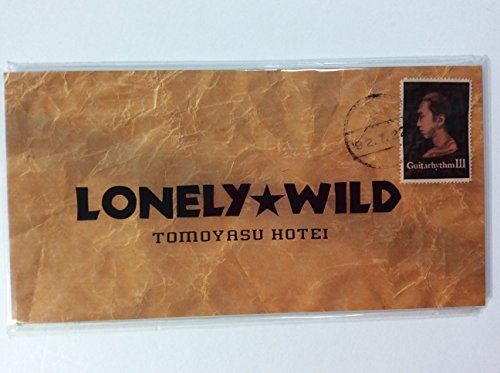 Guitarhythm III
LONELY★WILD
TOMOYASU HOTEI